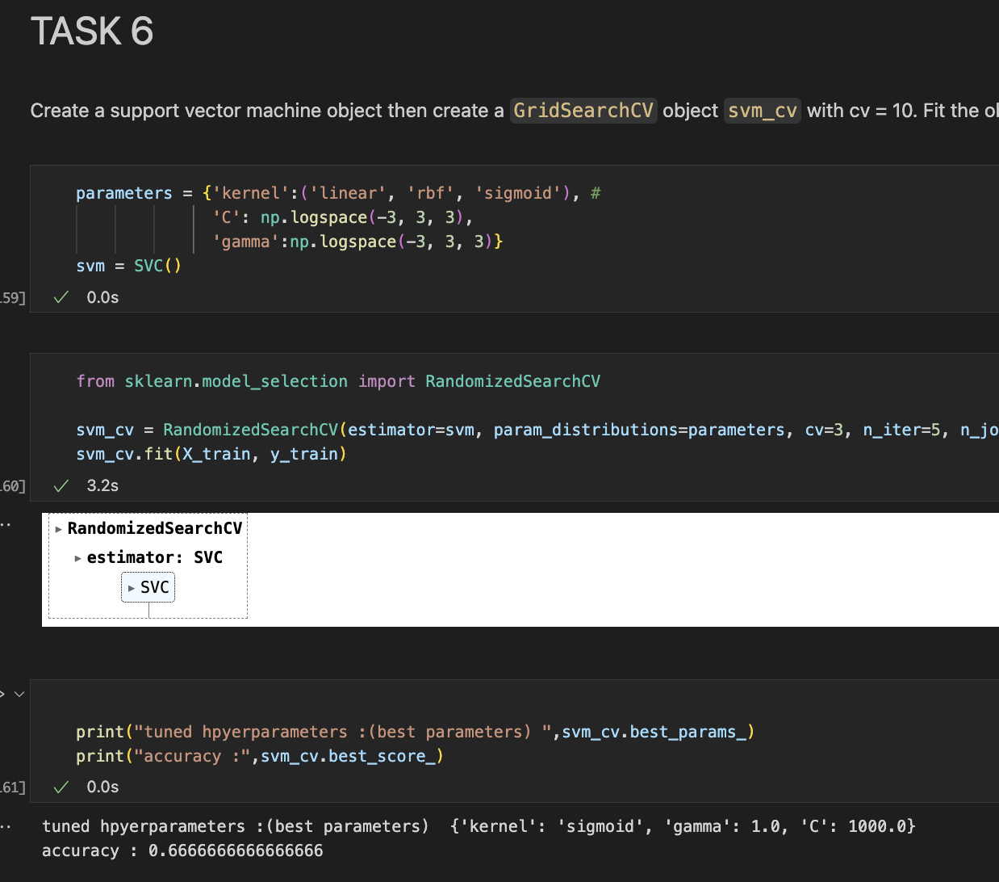 TASK 6
Create a support vector machine object then create a GridSearchCV object svm_cv with cv = 10. Fit the
parameters = {'kernel':('linear', 'rbf', 'sigmoid'), #
'C': np.logspace(-3, 3, 3),
'gamma':np.logspace(-3, 3, 3)}
svm = SVC()
59]
0.0s
from sklearn.model_selection import RandomizedSearchCV
svm_cv = RandomizedSearchCV(estimator=svm, param_distributions=parameters, cv=3, n_iter=5, n_jo
svm_cv.fit(X_train, y_train)
60]
3.2s
RandomizedSearchCV
estimator: SVC
SVC
print("tuned hpyerparameters :(best parameters) ",svm_cv.best_params_)
print("accuracy :",svm_cv.best_score_)
61]
0.0s
tuned hpyerparameters :(best parameters)  {'kernel': 'sigmoid', 'gamma': 1.0, 'C': 1000.0}
accuracy : 0.6666666666666666